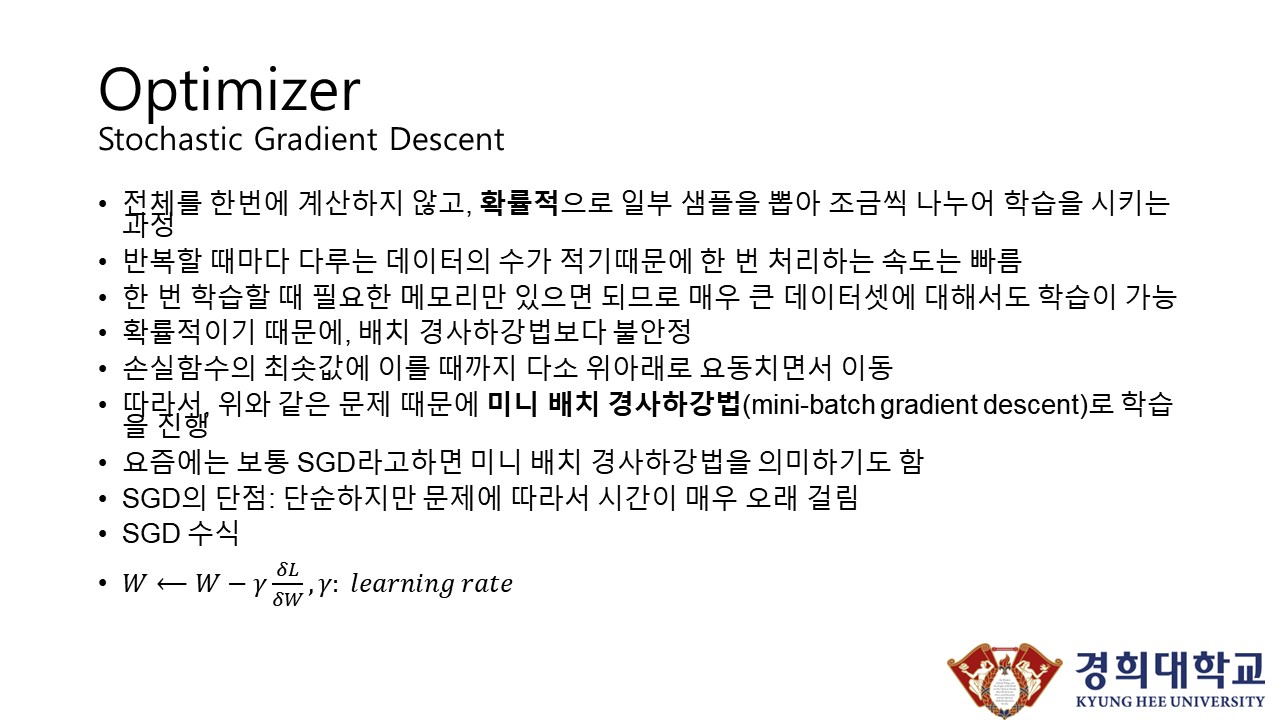 Optimizer
Stochastic Gradient Descent
• 전체를 한번에 계산하지 않고, 확률적으로 일부 샘플을 뽑아 조금씩 나누어 학습을 시키는
과정
• 반복할 때마다 다루는 데이터의 수가 적기때문에 한 번 처리하는 속도는 빠름
• 한 번 학습할 때 필요한 메모리만 있으면 되므로 매우 큰 데이터셋에 대해서도 학습이 가능
• 확률적이기 때문에, 배치 경사하강법보다 불안정
• 손실함수의 최솟값에 이를 때까지 다소 위아래로 요동치면서 이동
• 따라서, 위와 같은 문제 때문에 미니 배치 경사하강법(mini-batch gradient descent)로 학습
을 진행
• 요즘에는 보통 SGD라고하면 미니 배치 경사하강법을 의미하기도 함
• SGD의 단점: 단순하지만 문제에 따라서 시간이 매우 오래 걸림
• SGD 수식
• W ⟵ W − γ δL/δW , γ: learning rate
경희대학교
KYUNG HEE UNIVERSITY